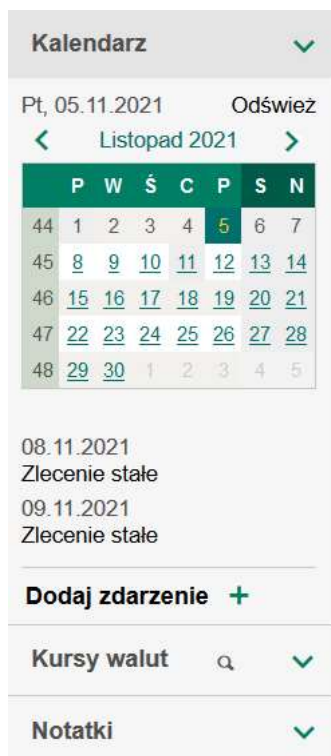 Kalendarz
Pt, 05.11.2021 Odśwież
Listopad 2021
P W Ś C P S N
44 1 2 3 4 5 6 7
45 8 9 10 11 12 13 14
46 15 16 17 18 19 20 21
47 22 23 24 25 26 27 28
48 29 30 1 2 3 4 5
08.11.2021
Zlecenie stałe
09.11.2021
Zlecenie stałe
Dodaj zdarzenie +
Kursy walut
Notatki